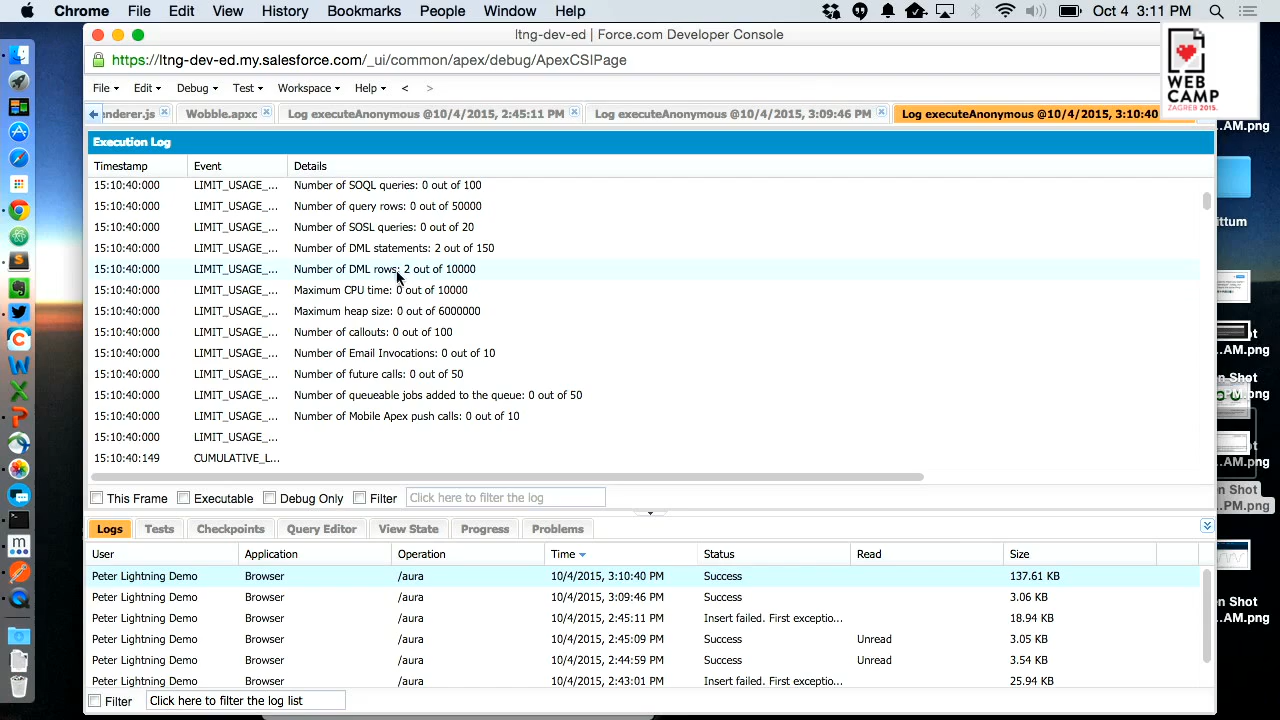 Chrome File Edit View History Bookmarks People Window Help Oct 4 3:11 PM
ltng-dev-ed | Force.com Developer Console
https://ltng-dev-ed.my.salesforce.com/_ui/common/apex/debug/ApexCSIPage
WEB
CAMP
ZAGREB 2015.
File Edit Debug Test Workspace Help < >
enderer.js Wobble.apxc Log executeAnonymous @10/4/2015, 2:45:11 PM Log executeAnonymous @10/4/2015, 3:09:46 PM Log executeAnonymous @10/4/2015, 3:10:40
...AM.png
Execution Log
Timestamp Event Details
15:10:40:000 LIMIT_USAGE_... Number of SOQL queries: 0 out of 100
15:10:40:000 LIMIT_USAGE_... Number of query rows: 0 out of 50000
ittum
15:10:40:000 LIMIT_USAGE_... Number of SOSL queries: 0 out of 20
15:10:40:000 LIMIT_USAGE_... Number of DML statements: 2 out of 150
15:10:40:000 LIMIT_USAGE_... Number of DML rows: 2 out of 10000
15:10:40:000 LIMIT_USAGE_... Maximum CPU time: 0 out of 10000
15:10:40:000 LIMIT_USAGE_... Maximum heap size: 0 out of 6000000
15:10:40:000 LIMIT_USAGE_... Number of callouts: 0 out of 100
...AM.png
15:10:40:000 LIMIT_USAGE_... Number of Email Invocations: 0 out of 10
15:10:40:000 LIMIT_USAGE_... Number of future calls: 0 out of 50
15:10:40:000 LIMIT_USAGE_... Number of queueable jobs added to the queue: 0 out of 50
15:10:40:000 LIMIT_USAGE_... Number of Mobile Apex push calls: 0 out of 10
15:10:40:000 LIMIT_USAGE_...
15:10:40:149 CUMULATIVE_L...
...AM.png
This Frame Executable Debug Only Filter Click here to filter the log
n Shot
...PM.png
Logs Tests Checkpoints Query Editor View State Progress Problems
User Application Operation Time Status Read Size
Peter Lightning Demo Browser /aura 10/4/2015, 3:10:40 PM Success 137.61 KB
Peter Lightning Demo Browser /aura 10/4/2015, 3:09:46 PM Success 3.06 KB
n Shot
...AM.png
Peter Lightning Demo Browser /aura 10/4/2015, 2:45:11 PM Insert failed. First exceptio... 18.94 KB
Peter Lightning Demo Browser /aura 10/4/2015, 2:45:09 PM Success Unread 3.05 KB
Peter Lightning Demo Browser /aura 10/4/2015, 2:44:59 PM Success Unread 3.54 KB
Peter Lightning Demo Browser /aura 10/4/2015, 2:43:01 PM Insert failed. First exceptio... 25.94 KB
Filter Click here to filter the log list